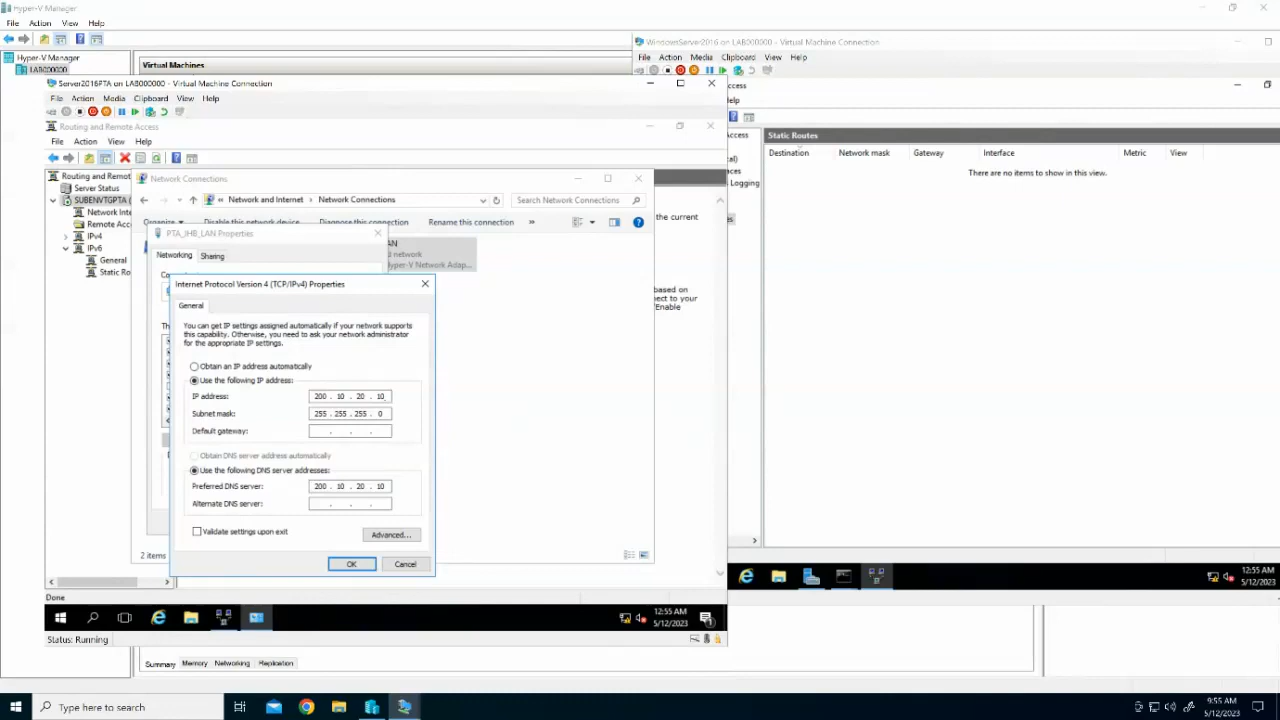 Hyper-V Manager
File Action View Help
Hyper-V Manager
LAB000000
Virtual Machines
WindowsServer2016 on LAB000000 - Virtual Machine Connection
File Action Media Clipboard View Help
Server2016PTA on LAB000000 - Virtual Machine Connection
File Action Media Clipboard View Help
Routing and Remote Access
File Action View Help
Routing and Remot
Server Status
SUBENVTGPTA (
Network Inte
Remote Acce
IPv4
IPv6
General
Static Ro
Network Connections
Network and Internet
Network Connections
Search Network Connections
Organize
Disable this network device
Diagnose this connection
Rename this connection
»
PTA_JHB_LAN Properties
Networking
Sharing
AN
d network
yper-V Network Adap...
the current
based on
pect to your
"Enable
Internet Protocol Version 4 (TCP/IPv4) Properties
General
You can get IP settings assigned automatically if your network supports
this capability. Otherwise, you need to ask your network administrator
for the appropriate IP settings.
Obtain an IP address automatically
Use the following IP address:
IP address: 200 . 10 . 20 . 10
Subnet mask: 255 . 255 . 255 . 0
Default gateway: . . .
Obtain DNS server address automatically
Use the following DNS server addresses:
Preferred DNS server: 200 . 10 . 20 . 10
Alternate DNS server: . . .
Validate settings upon exit
Advanced...
OK
Cancel
2 items
Done
12:55 AM
5/12/2023
Status: Running
ccess
elp
Access
cal)
aces
Logging
es
Static Routes
Destination Network mask Gateway Interface Metric View
There are no items to show in this view.
12:55 AM
5/12/2023
Summary Memory Networking Replication
Type here to search
9:55 AM
5/12/2023